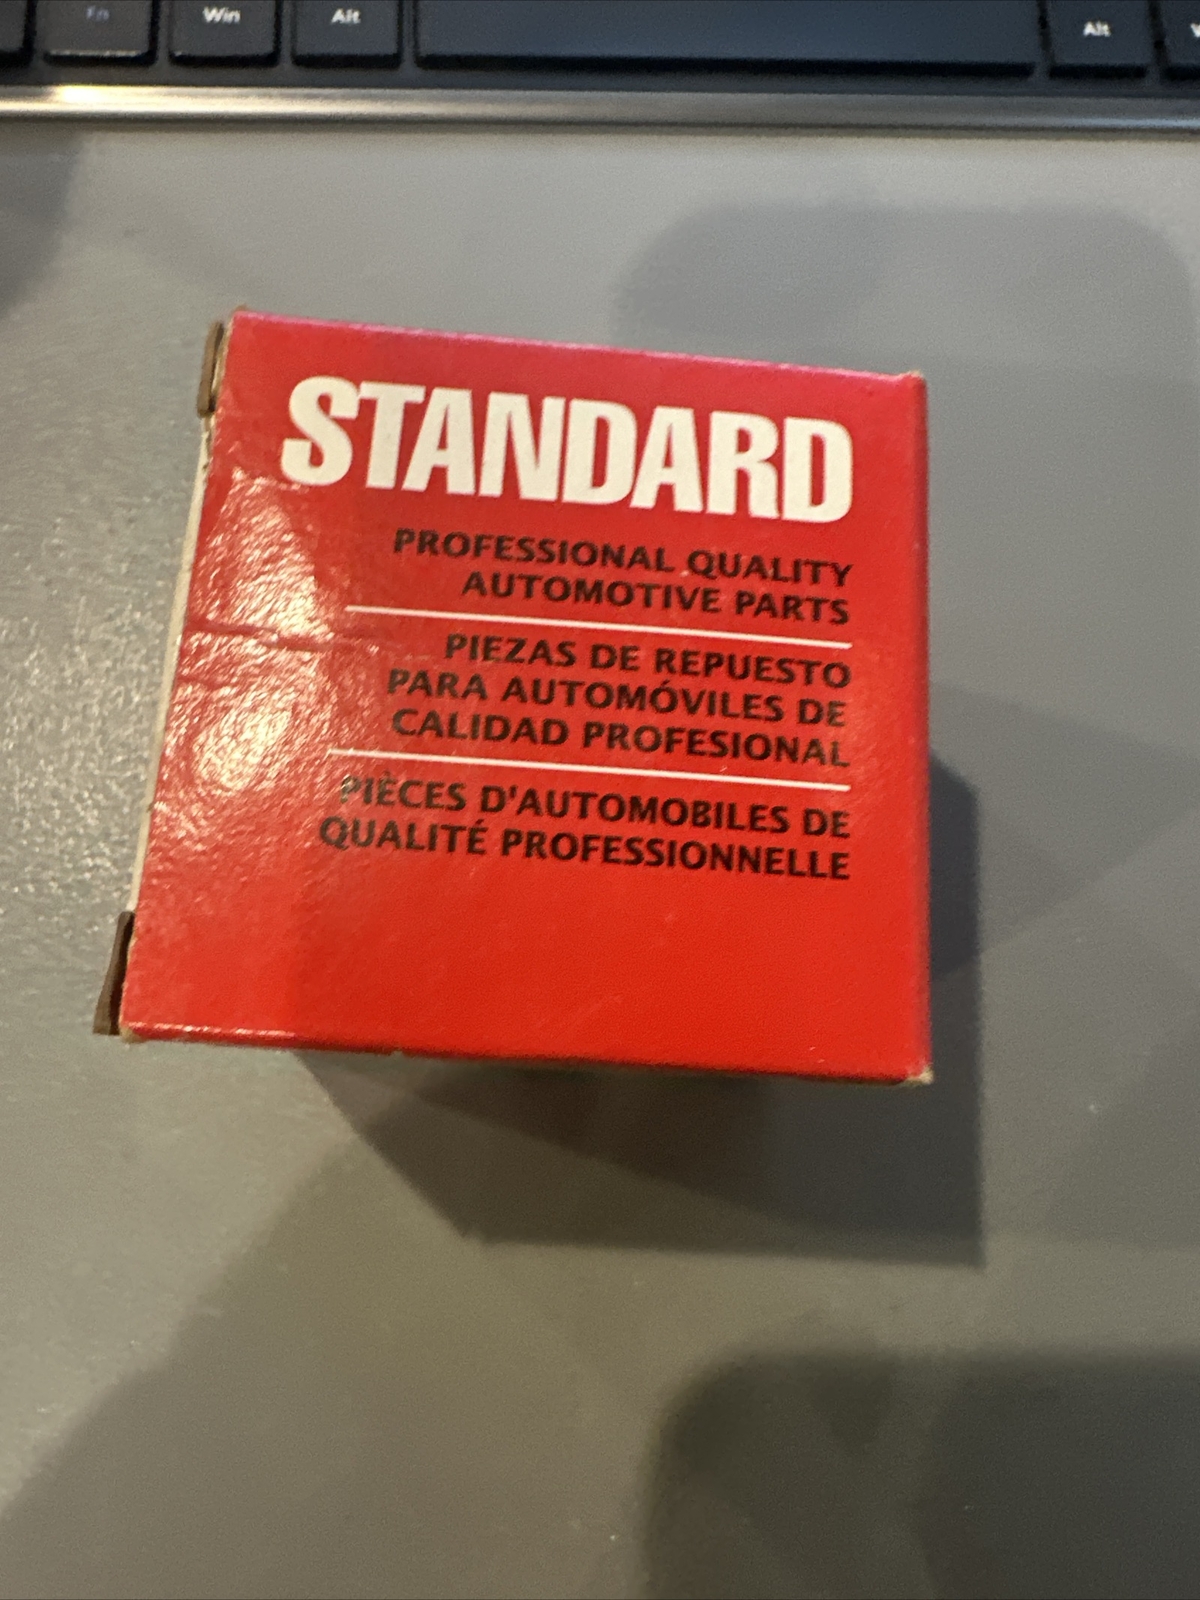 Fn Win Alt Alt
STANDARD
PROFESSIONAL QUALITY
AUTOMOTIVE PARTS
PIEZAS DE REPUESTO
PARA AUTOMÓVILES DE
CALIDAD PROFESIONAL
PIÈCES D'AUTOMOBILES DE
QUALITÉ PROFESSIONNELLE